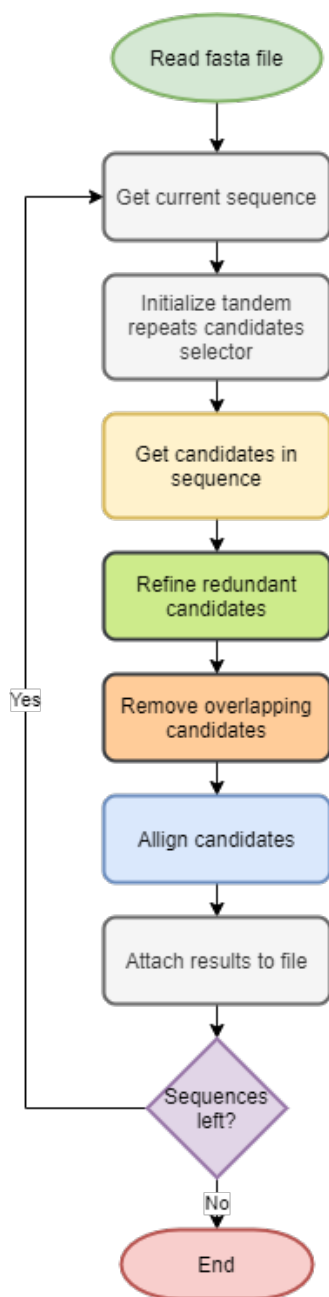 Read fasta file
Get current sequence
Initialize tandem
repeats candidates
selector
Get candidates in
sequence
Refine redundant
candidates
Remove overlapping
candidates
Allign candidates
Attach results to file
Sequences
left?
Yes
No
End